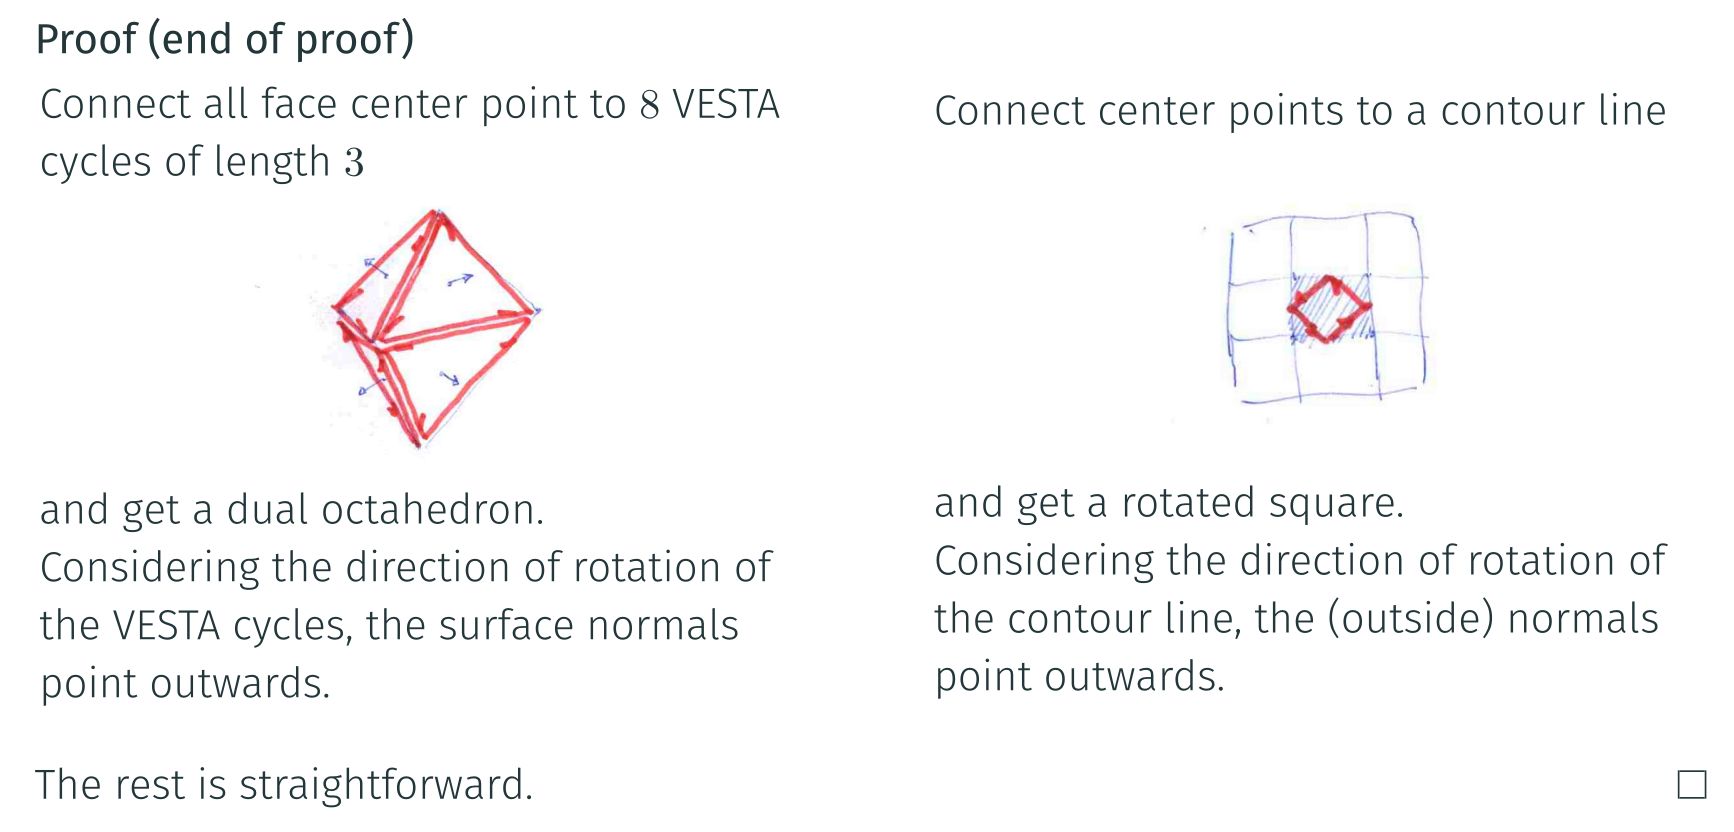 Proof (end of proof)
Connect all face center point to 8 VESTA
cycles of length 3
and get a dual octahedron.
Considering the direction of rotation of
the VESTA cycles, the surface normals
point outwards.
Connect center points to a contour line
and get a rotated square.
Considering the direction of rotation of
the contour line, the (outside) normals
point outwards.
The rest is straightforward.